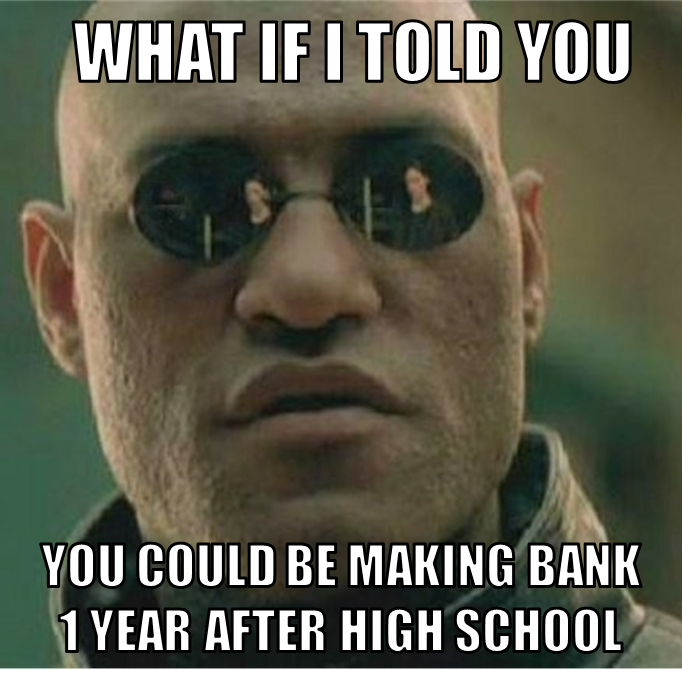 WHAT IF I TOLD YOU
YOU COULD BE MAKING BANK
1 YEAR AFTER HIGH SCHOOL